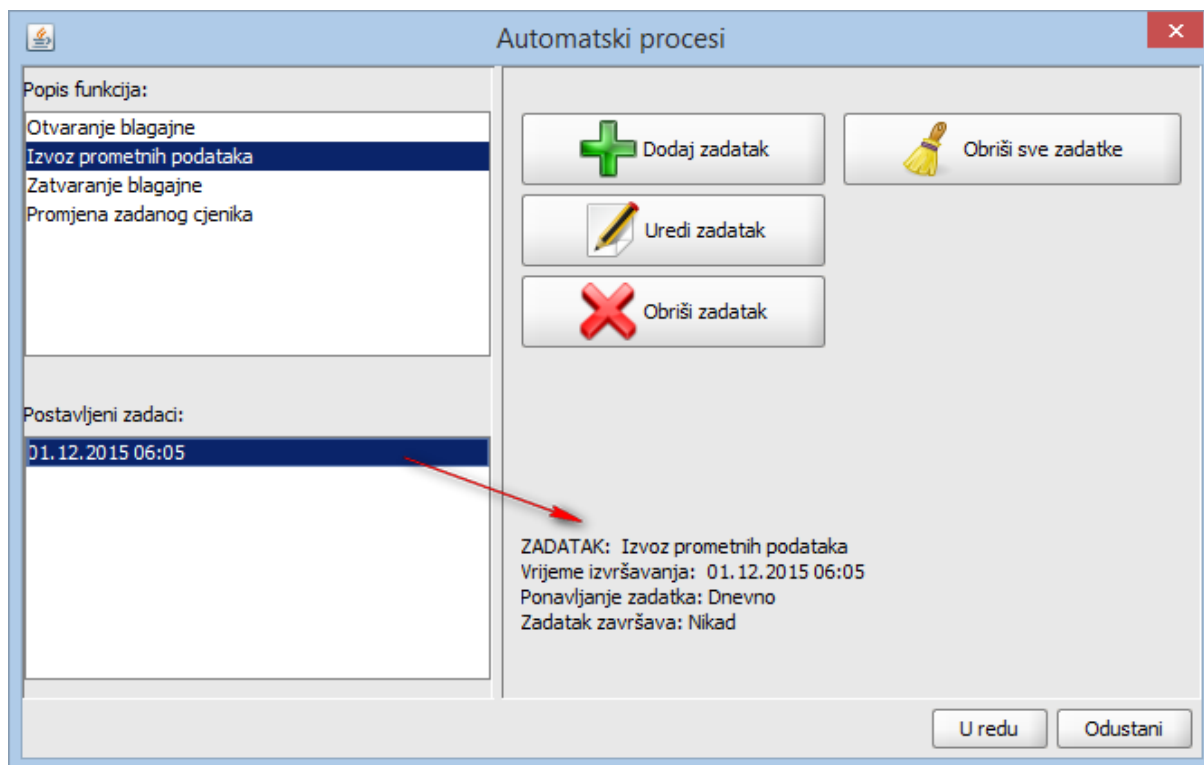 Automatski procesi
Popis funkcija:
Otvaranje blagajne
Izvoz prometnih podataka
Zatvaranje blagajne
Promjena zadanog cjenika
Postavljeni zadaci:
01.12.2015 06:05
Dodaj zadatak
Obriši sve zadatke
Uredi zadatak
Obriši zadatak
ZADATAK: Izvoz prometnih podataka
Vrijeme izvršavanja: 01.12.2015 06:05
Ponavljanje zadatka: Dnevno
Zadatak završava: Nikad
U redu
Odustani